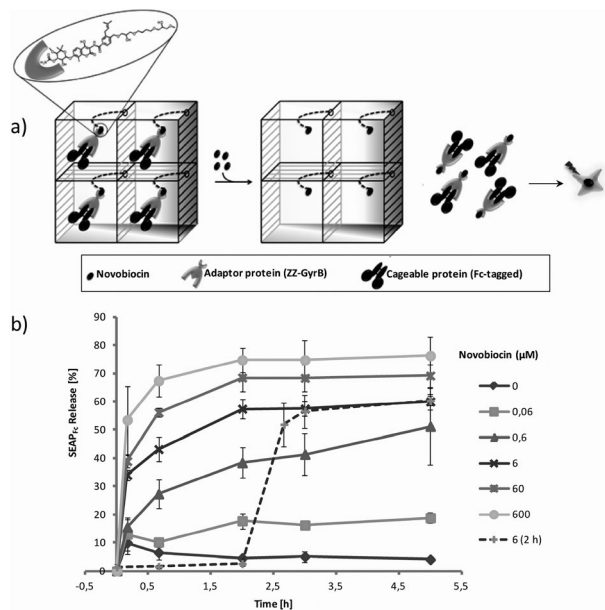 a)
Novobiocin
Adaptor protein (ZZ-GyrB)
Cageable protein (Fc-tagged)
b)
90
80
70
60
50
40
30
20
10
0
SEAPFc Release [%]
-0,5
0,5
1,5
2,5
3,5
4,5
5,5
Time [h]
Novobiocin (µM)
0
0,06
0,6
6
60
600
6 (2 h)